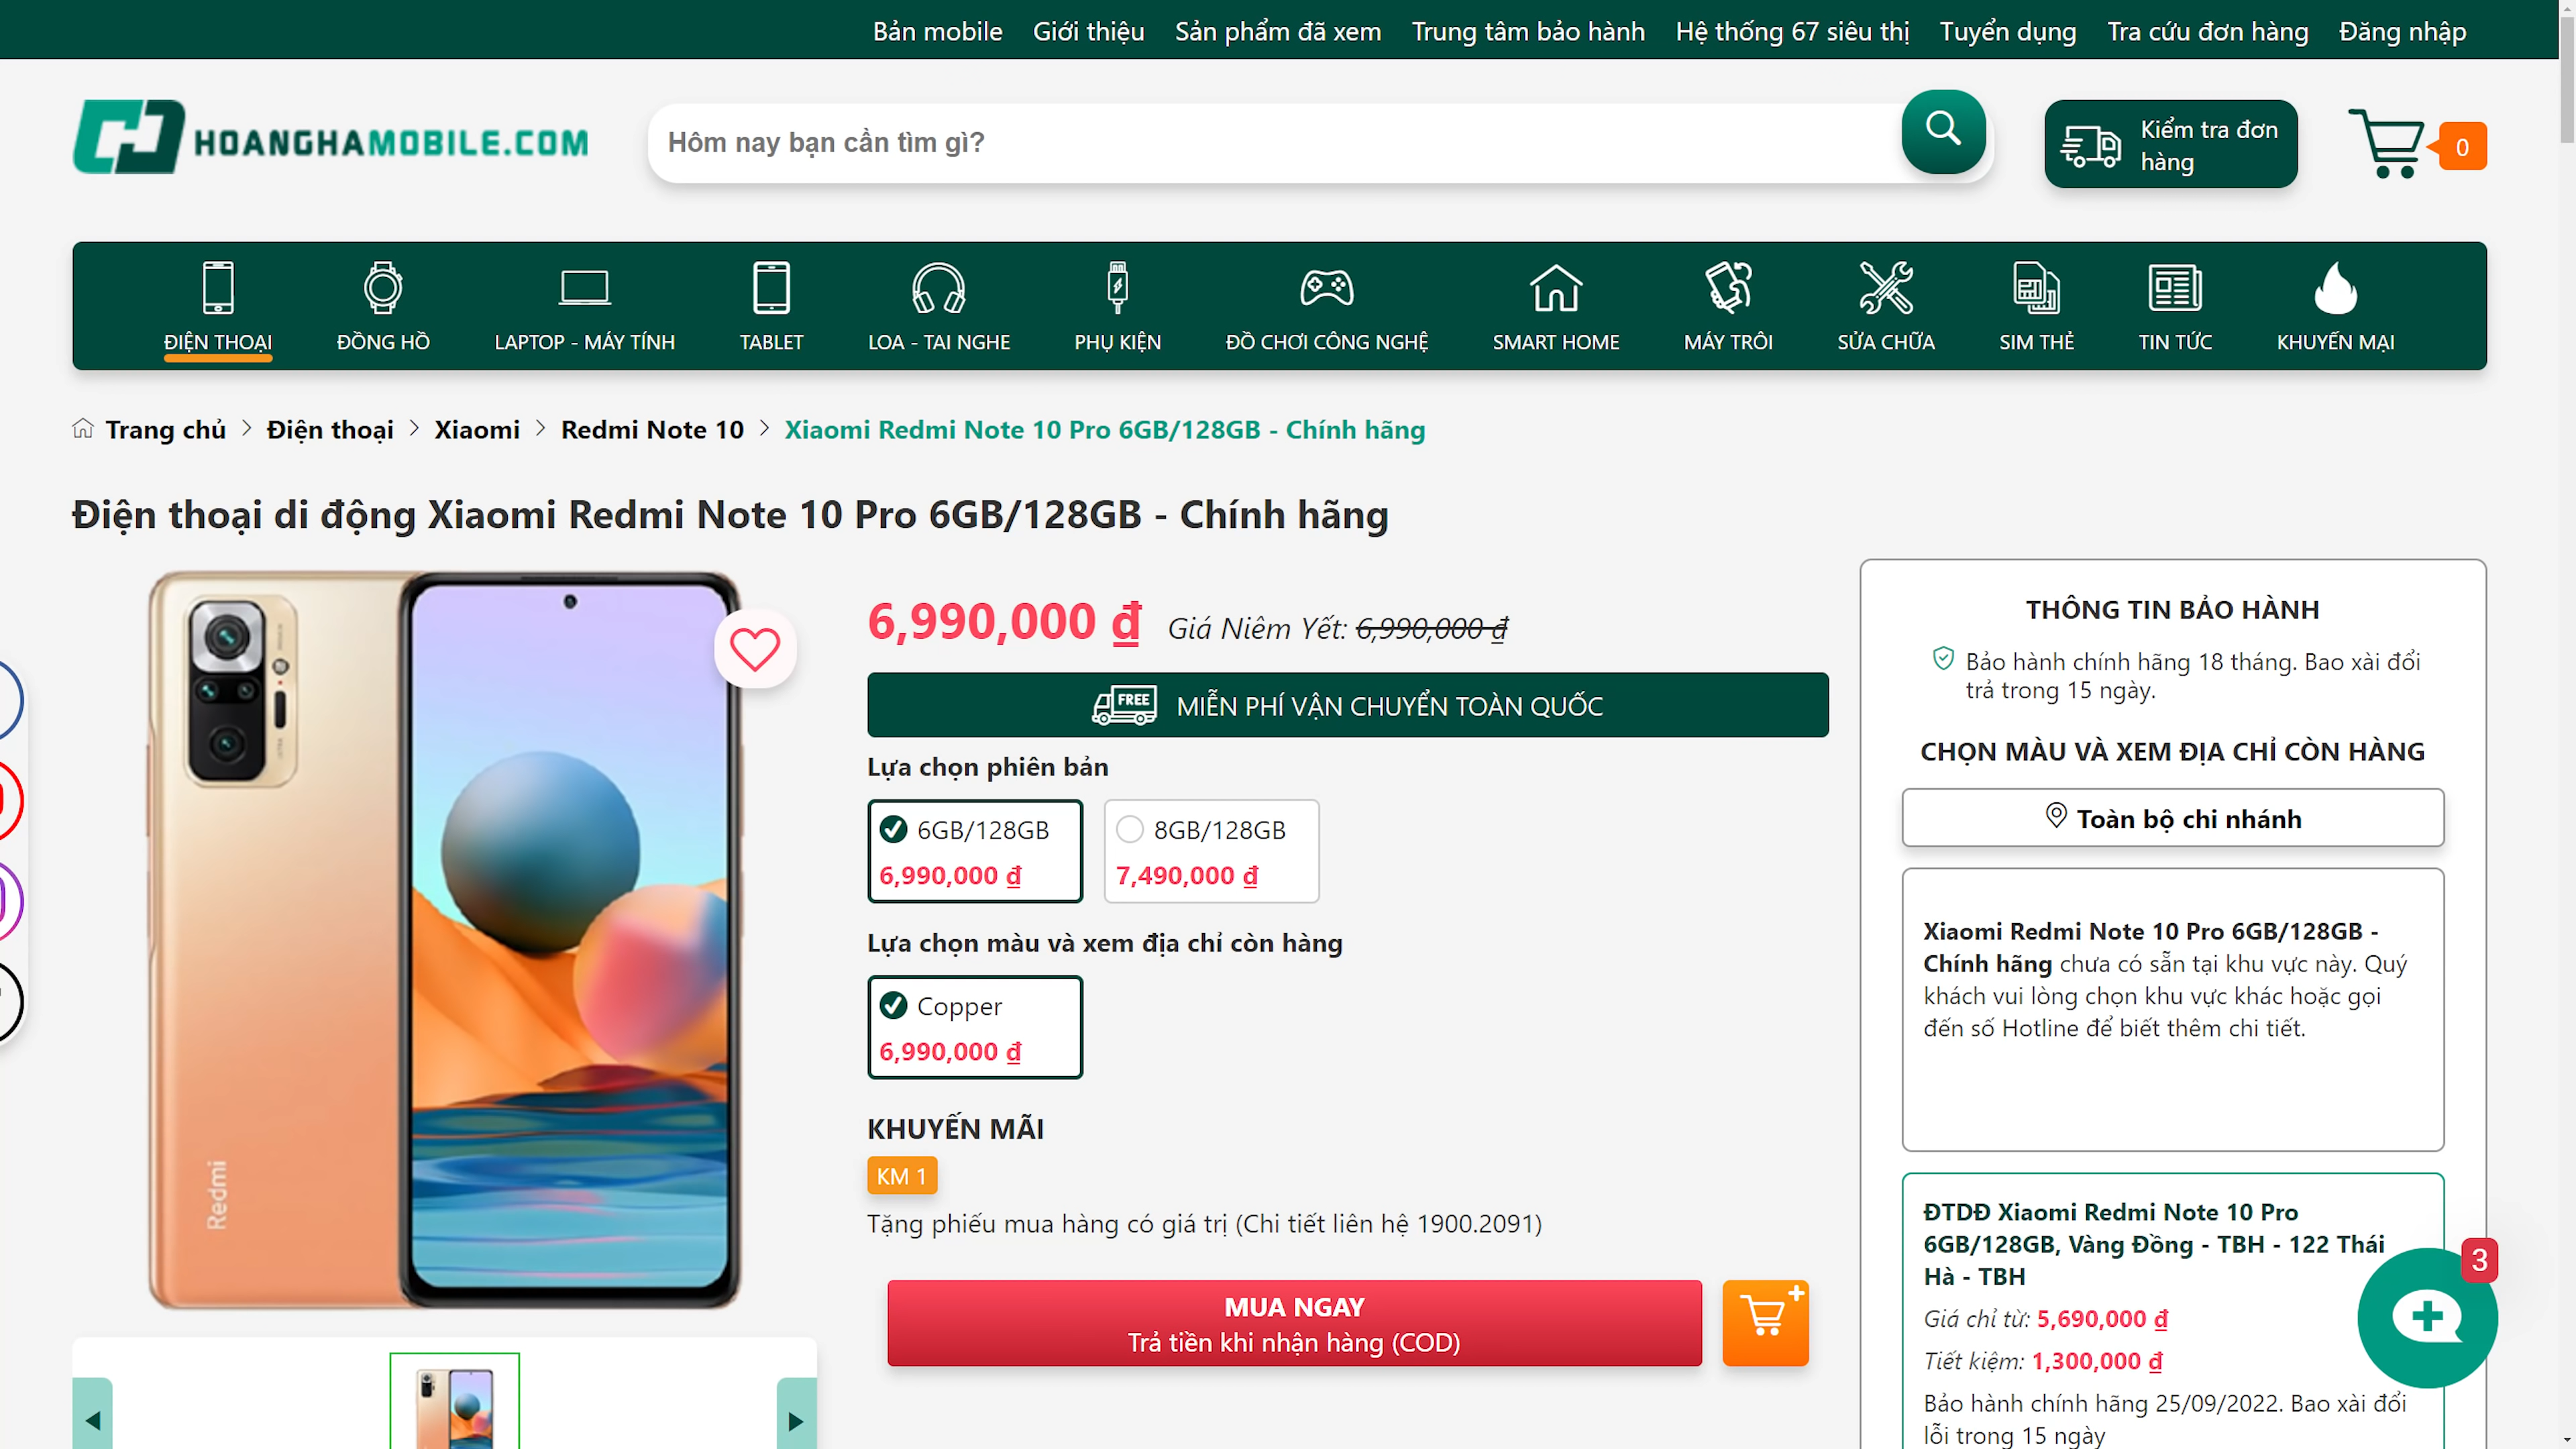 Bản mobile Giới thiệu Sản phẩm đã xem Trung tâm bảo hành Hệ thống 67 siêu thị Tuyển dụng Tra cứu đơn hàng Đăng nhập
HOANGHAMOBILE.COM
Hôm nay bạn cần tìm gì?
Kiểm tra đơn
hàng
0
ĐIỆN THOẠI ĐỒNG HỒ LAPTOP - MÁY TÍNH TABLET LOA - TAI NGHE PHỤ KIỆN ĐỒ CHƠI CÔNG NGHỆ SMART HOME MÁY TRÔI SỬA CHỮA SIM THẺ TIN TỨC KHUYẾN MẠI
Trang chủ > Điện thoại > Xiaomi > Redmi Note 10 > Xiaomi Redmi Note 10 Pro 6GB/128GB - Chính hãng
Điện thoại di động Xiaomi Redmi Note 10 Pro 6GB/128GB - Chính hãng
Redmi
6,990,000 ₫ Giá Niêm Yết: 6,990,000 ₫
FREE MIỄN PHÍ VẬN CHUYỂN TOÀN QUỐC
Lựa chọn phiên bản
6GB/128GB 8GB/128GB
6,990,000 ₫ 7,490,000 ₫
Lựa chọn màu và xem địa chỉ còn hàng
Copper
6,990,000 ₫
KHUYẾN MÃI
KM 1
Tặng phiếu mua hàng có giá trị (Chi tiết liên hệ 1900.2091)
MUA NGAY
Trả tiền khi nhận hàng (COD)
THÔNG TIN BẢO HÀNH
Bảo hành chính hãng 18 tháng. Bao xài đổi
trả trong 15 ngày.
CHỌN MÀU VÀ XEM ĐỊA CHỈ CÒN HÀNG
Toàn bộ chi nhánh
Xiaomi Redmi Note 10 Pro 6GB/128GB -
Chính hãng chưa có sẵn tại khu vực này. Quý
khách vui lòng chọn khu vực khác hoặc gọi
đến số Hotline để biết thêm chi tiết.
ĐTDĐ Xiaomi Redmi Note 10 Pro
6GB/128GB, Vàng Đồng - TBH - 122 Thái
Hà - TBH
Giá chỉ từ: 5,690,000 ₫
Tiết kiệm: 1,300,000 ₫
Bảo hành chính hãng 25/09/2022. Bao xài đổi
lỗi trong 15 ngày
3